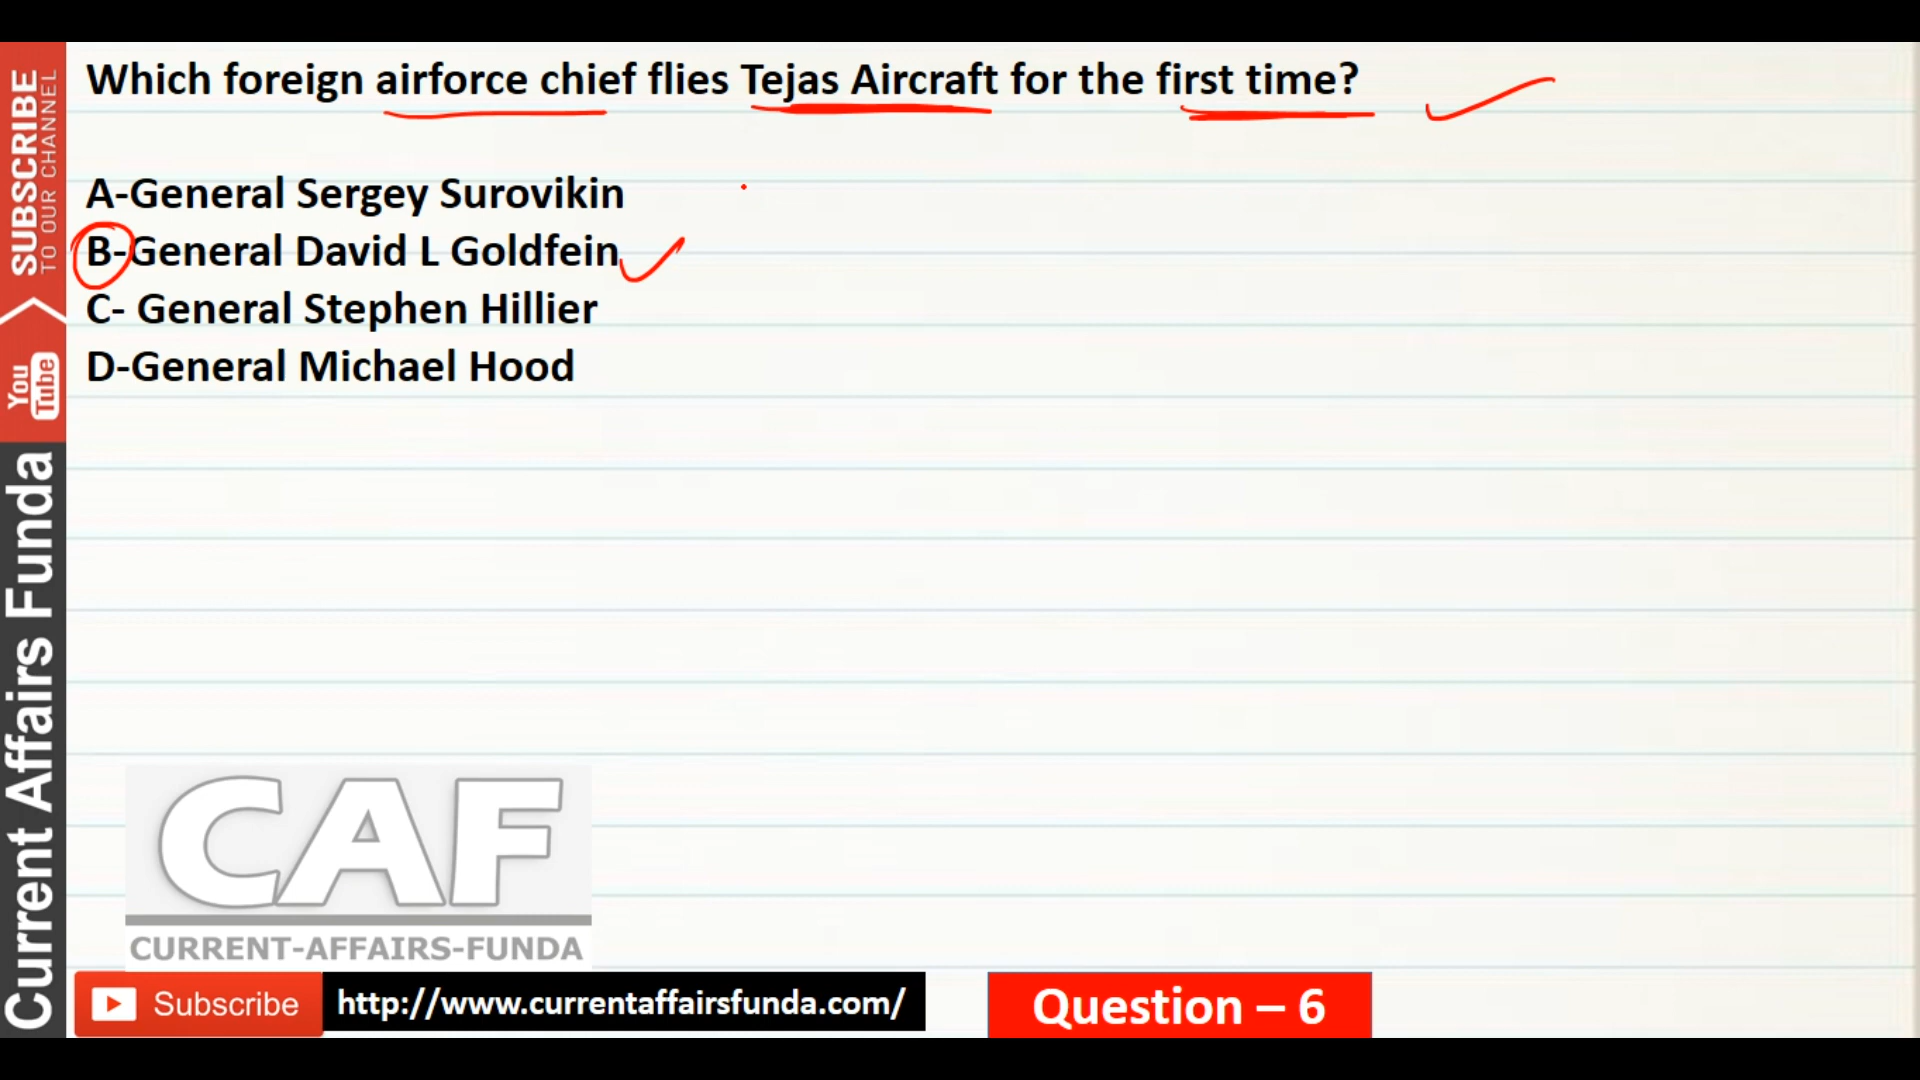 Which foreign airforce chief flies Tejas Aircraft for the first time?
A-General Sergey Surovikin
B-General David L Goldfein
C- General Stephen Hillier
D-General Michael Hood
SUBSCRIBE
TO OUR CHANNEL
You
Tube
Current Affairs Funda
CAF
CURRENT-AFFAIRS-FUNDA
Subscribe
http://www.currentaffairsfunda.com/
Question – 6